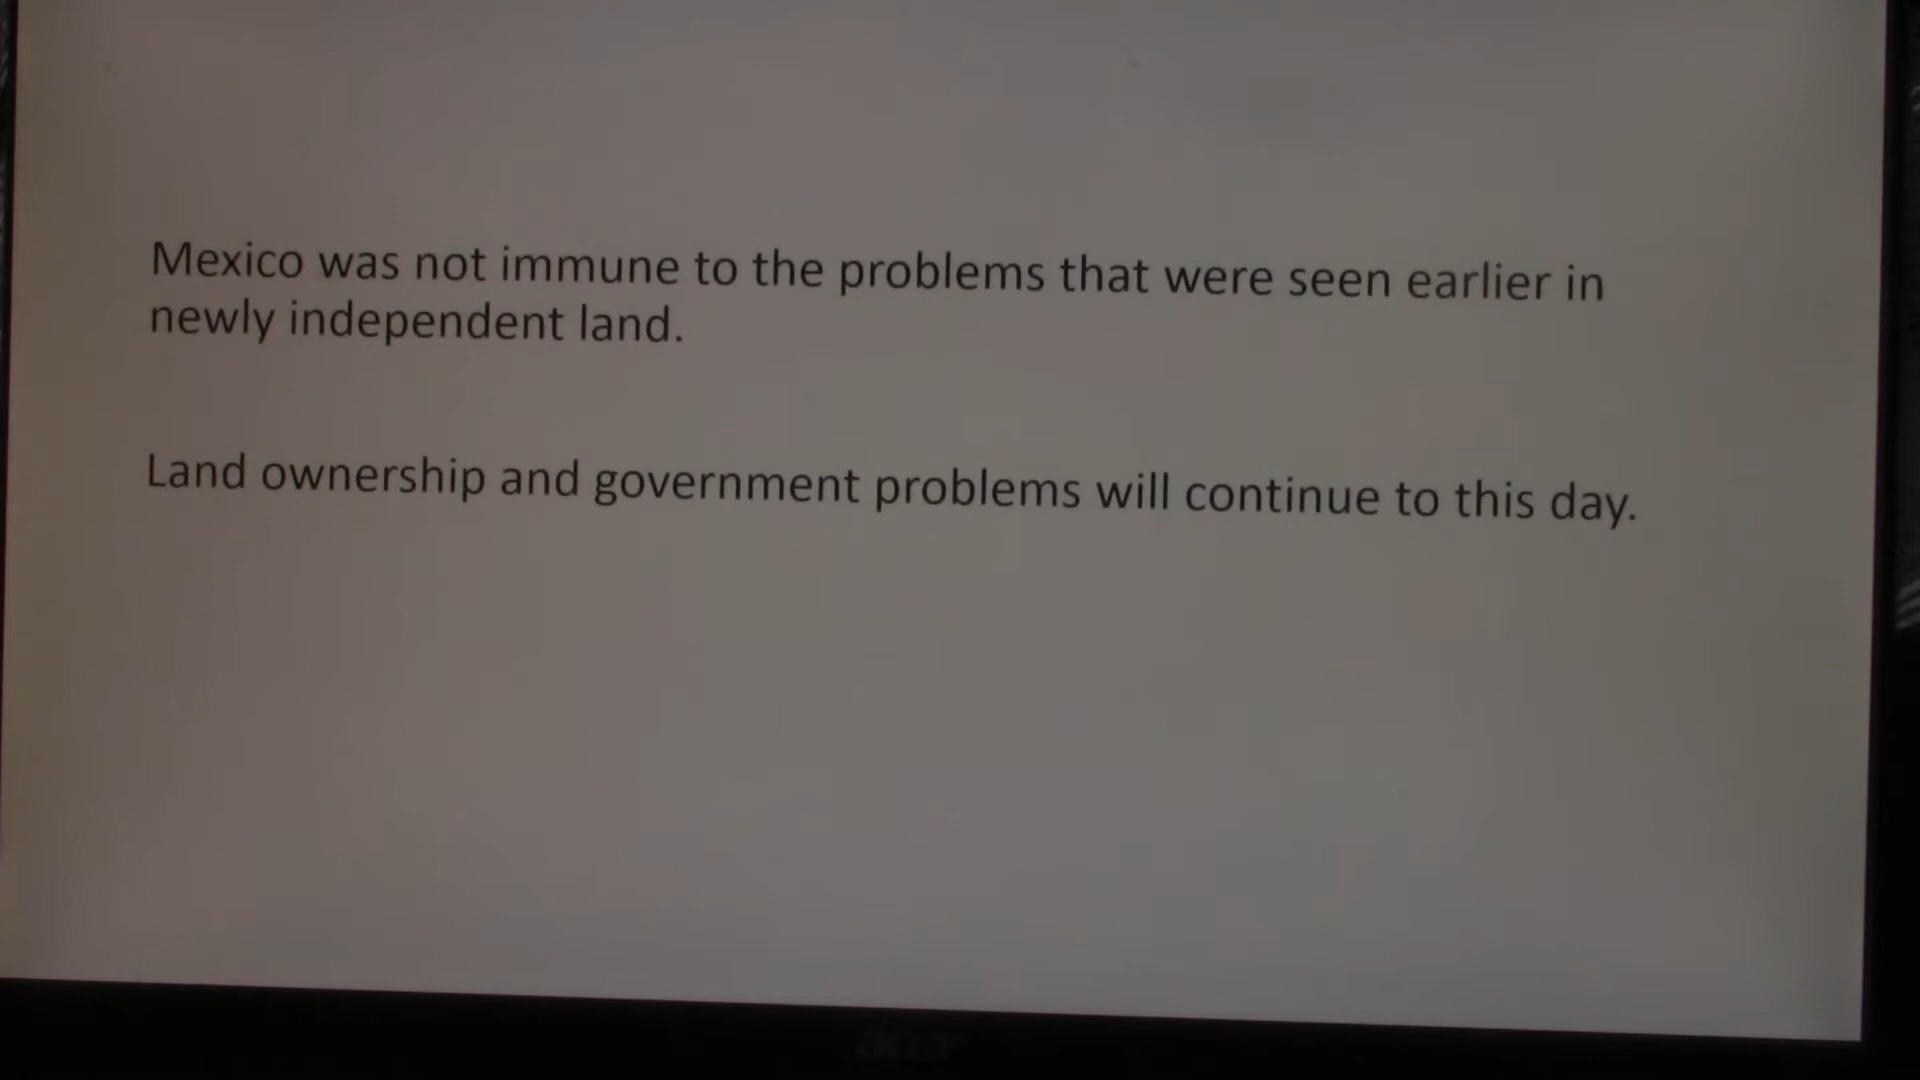 Mexico was not immune to the problems that were seen earlier in
newly independent land.
Land ownership and government problems will continue to this day.
acer